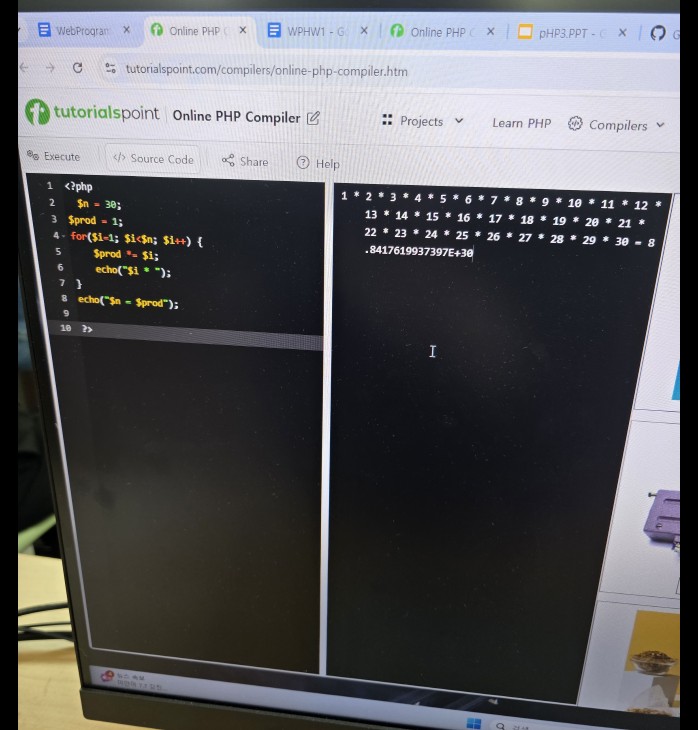 WebProgran
Online PHP C
WPHW1 - G
Online PHP C
pHP3.PPT - G
G
tutorialspoint.com/compilers/online-php-compiler.htm
tutorialspoint
Online PHP Compiler
Projects
Learn PHP
Compilers
Execute
Source Code
Share
Help
1 <?php
2 $n = 30;
3 $prod = 1;
4 for($i=1; $i<$n; $i++) {
5 $prod *= $i;
6 echo("$i * ");
7 }
8 echo("$n = $prod");
9
10 ?>
1 * 2 * 3 * 4 * 5 * 6 * 7 * 8 * 9 * 10 * 11 * 12 *
13 * 14 * 15 * 16 * 17 * 18 * 19 * 20 * 21 *
22 * 23 * 24 * 25 * 26 * 27 * 28 * 29 * 30 = 8
.8417619937397E+30